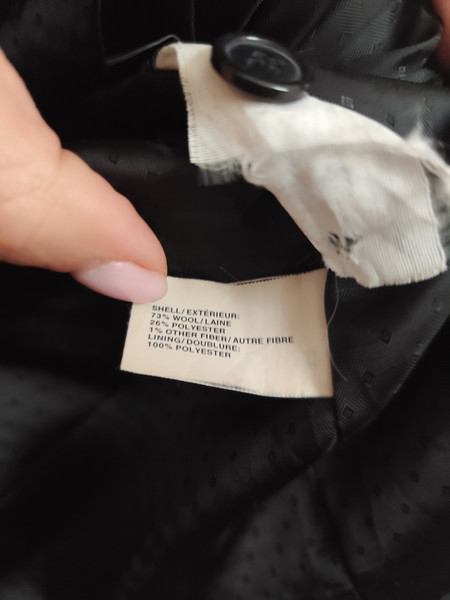 SHELL/EXTÉRIEUR:
73% WOOL/LAINE
26% POLYESTER
1% OTHER FIBER/AUTRE FIBRE
LINING/DOUBLURE:
100% POLYESTER